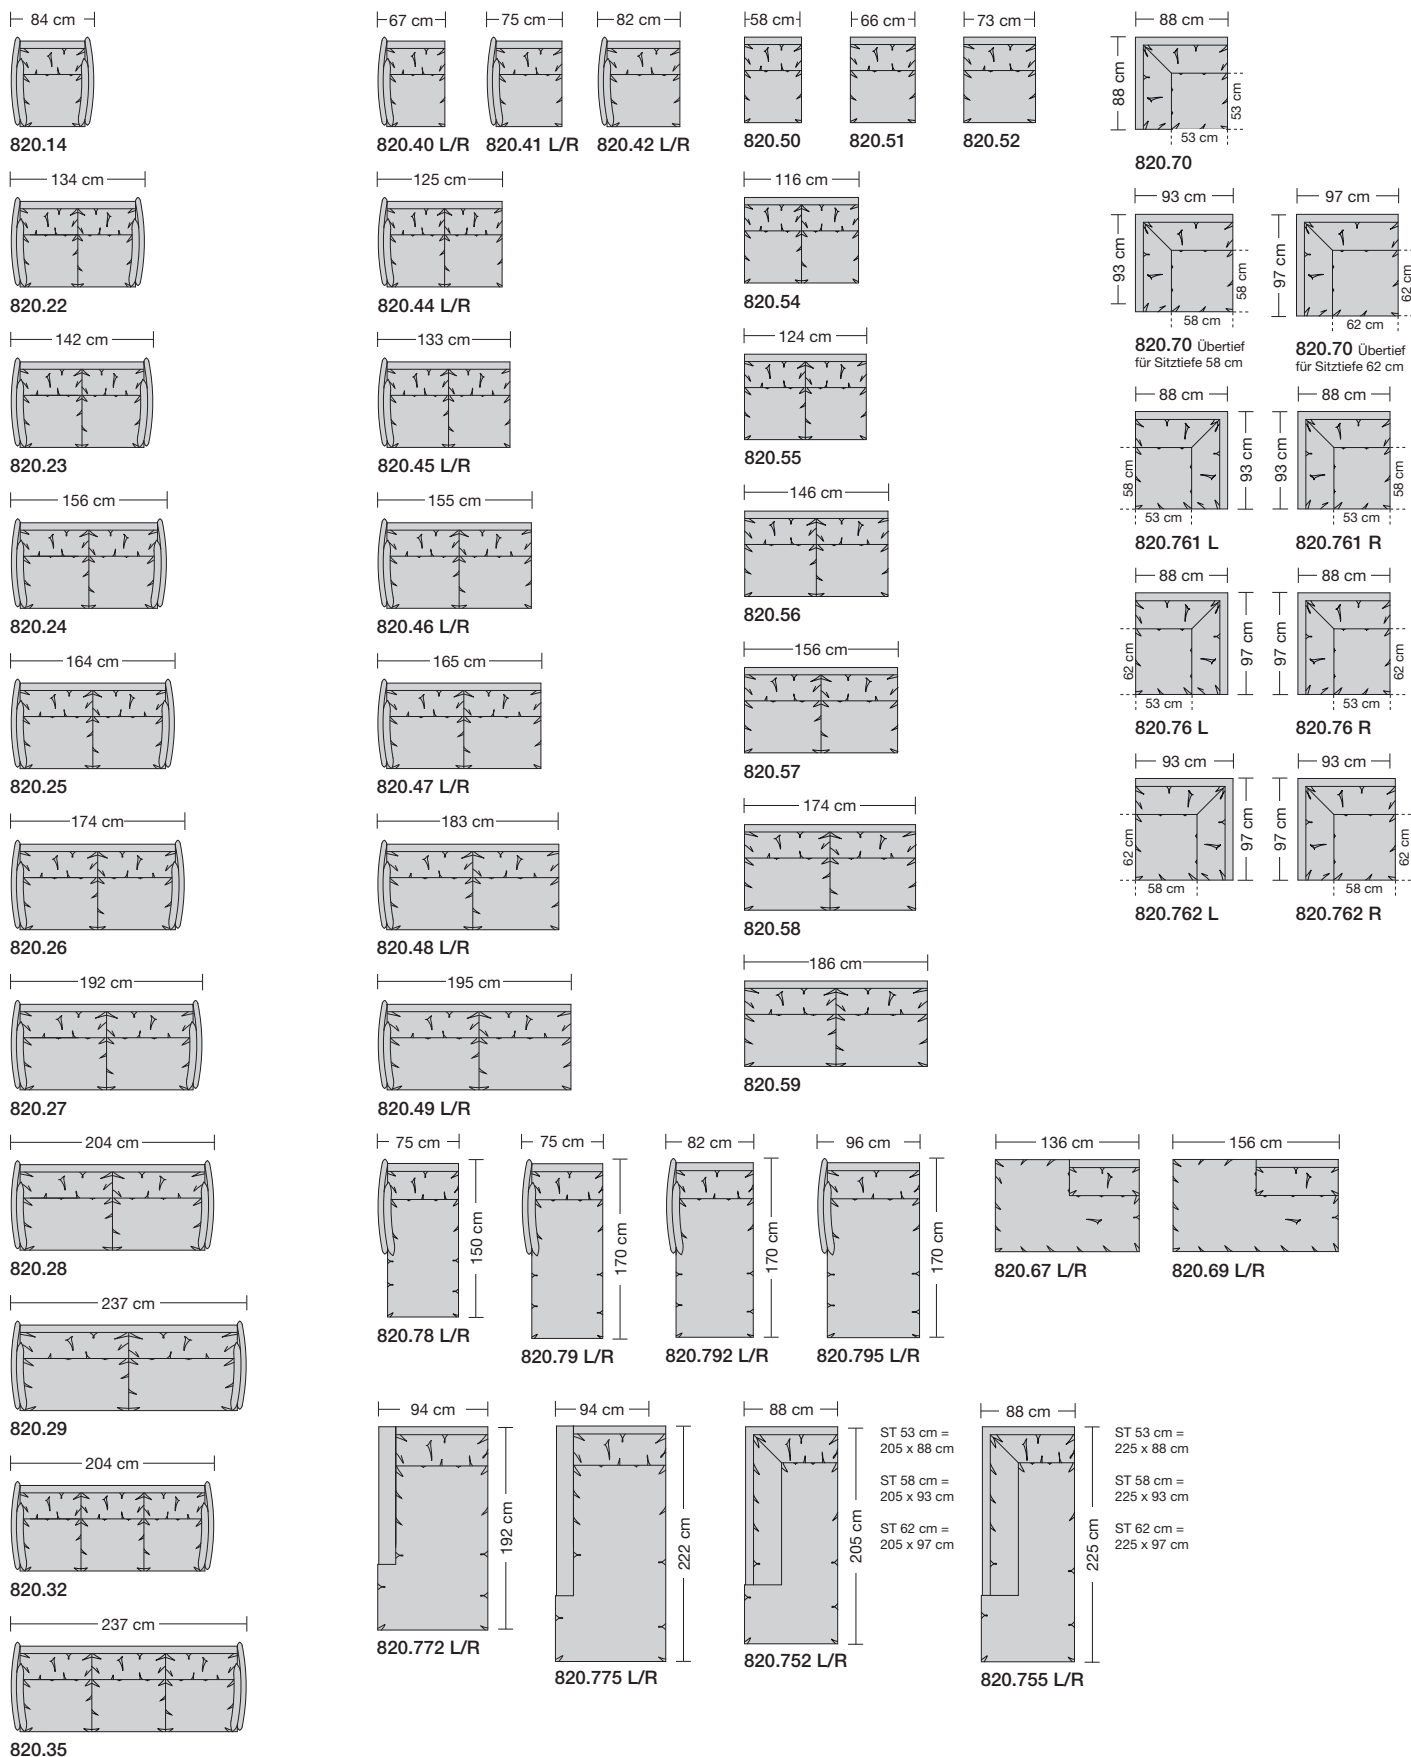 84 cm
820.14
134 cm
820.22
142 cm
820.23
156 cm
820.24
164 cm
820.25
174 cm
820.26
192 cm
820.27
204 cm
820.28
237 cm
820.29
204 cm
820.32
237 cm
820.35
67 cm 75 cm 82 cm
820.40 L/R 820.41 L/R 820.42 L/R
125 cm
820.44 L/R
133 cm
820.45 L/R
155 cm
820.46 L/R
165 cm
820.47 L/R
183 cm
820.48 L/R
195 cm
820.49 L/R
58 cm 66 cm 73 cm
820.50 820.51 820.52
116 cm
820.54
124 cm
820.55
146 cm
820.56
156 cm
820.57
174 cm
820.58
186 cm
820.59
88 cm
88 cm
53 cm
53 cm
820.70
93 cm
93 cm
58 cm
58 cm
820.70 Übertief
für Sitztiefe 58 cm
97 cm
97 cm
62 cm
62 cm
820.70 Übertief
für Sitztiefe 62 cm
88 cm
58 cm
93 cm
53 cm
820.761 L
88 cm
93 cm
58 cm
53 cm
820.761 R
88 cm
62 cm
97 cm
53 cm
820.76 L
88 cm
97 cm
62 cm
53 cm
820.76 R
93 cm
62 cm
97 cm
58 cm
820.762 L
93 cm
97 cm
62 cm
58 cm
820.762 R
75 cm
150 cm
820.78 L/R
75 cm
170 cm
820.79 L/R
82 cm
170 cm
820.792 L/R
96 cm
170 cm
820.795 L/R
136 cm
820.67 L/R
156 cm
820.69 L/R
94 cm
192 cm
820.772 L/R
94 cm
222 cm
820.775 L/R
88 cm
205 cm
820.752 L/R
ST 53 cm =
205 x 88 cm
ST 58 cm =
205 x 93 cm
ST 62 cm =
205 x 97 cm
88 cm
225 cm
820.755 L/R
ST 53 cm =
225 x 88 cm
ST 58 cm =
225 x 93 cm
ST 62 cm =
225 x 97 cm